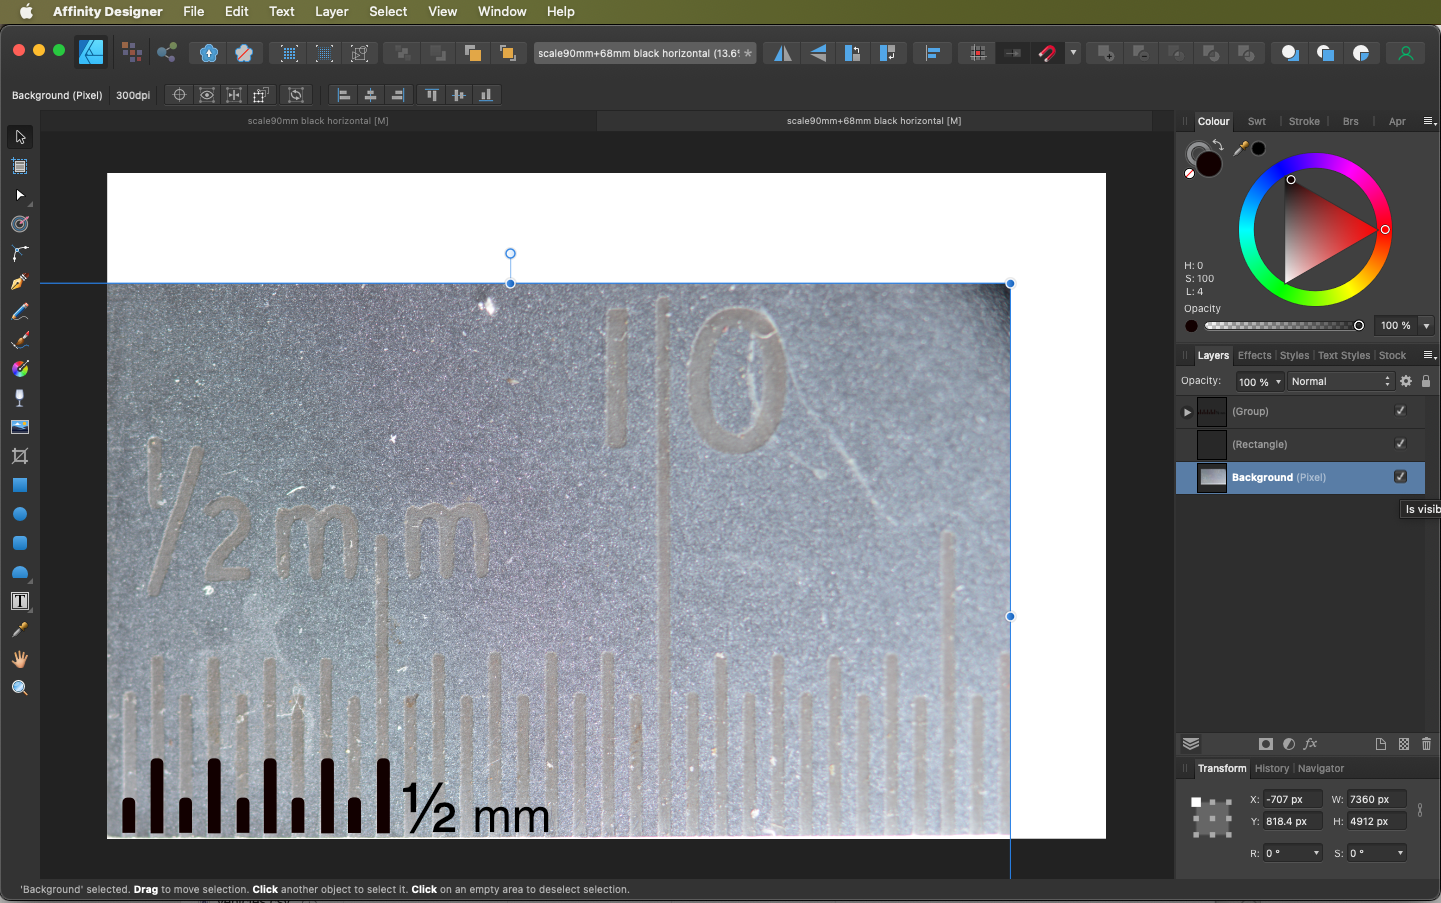 Affinity Designer File Edit Text Layer Select View Window Help
scale90mm+68mm black horizontal (13.6%
Background (Pixel) 300dpi
scale90mm black horizontal [M]
scale90mm+68mm black horizontal [M]
Colour Swt Stroke Brs Apr
H: 0
S: 100
L: 4
Opacity
100 %
Layers Effects Styles Text Styles Stock
Opacity: 100 % Normal
(Group)
(Rectangle)
Background (Pixel)
Is visib
10
½ mm
½ mm
Transform History Navigator
X: -707 px W: 7360 px
Y: 818.4 px H: 4912 px
R: 0 ° S: 0 °
'Background' selected. Drag to move selection. Click another object to select it. Click on an empty area to deselect selection.